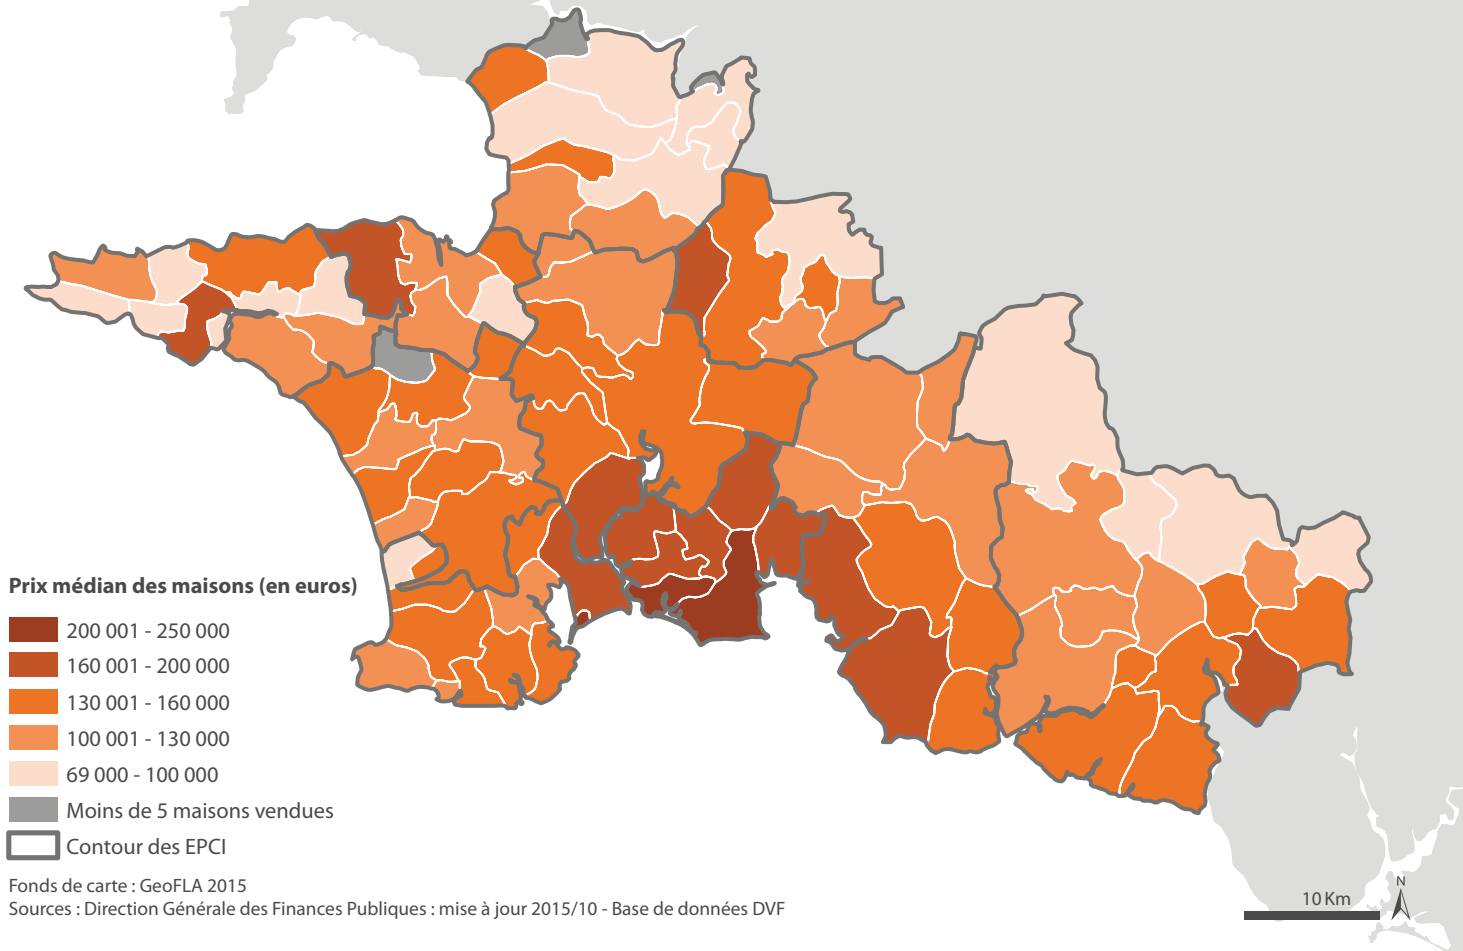 Prix médian des maisons (en euros)
200 001 - 250 000
160 001 - 200 000
130 001 - 160 000
100 001 - 130 000
69 000 - 100 000
Moins de 5 maisons vendues
Contour des EPCI
Fonds de carte : GeoFLA 2015
Sources : Direction Générale des Finances Publiques : mise à jour 2015/10 - Base de données DVF
10 Km
N